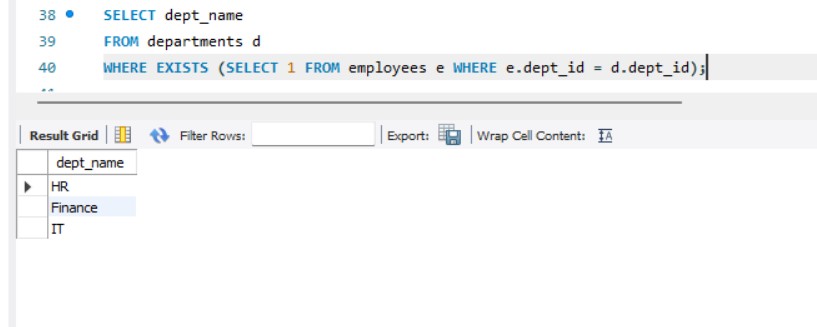 38 SELECT dept_name
39 FROM departments d
40 WHERE EXISTS (SELECT 1 FROM employees e WHERE e.dept_id = d.dept_id);
Result Grid Filter Rows: Export: Wrap Cell Content:
dept_name
HR
Finance
IT